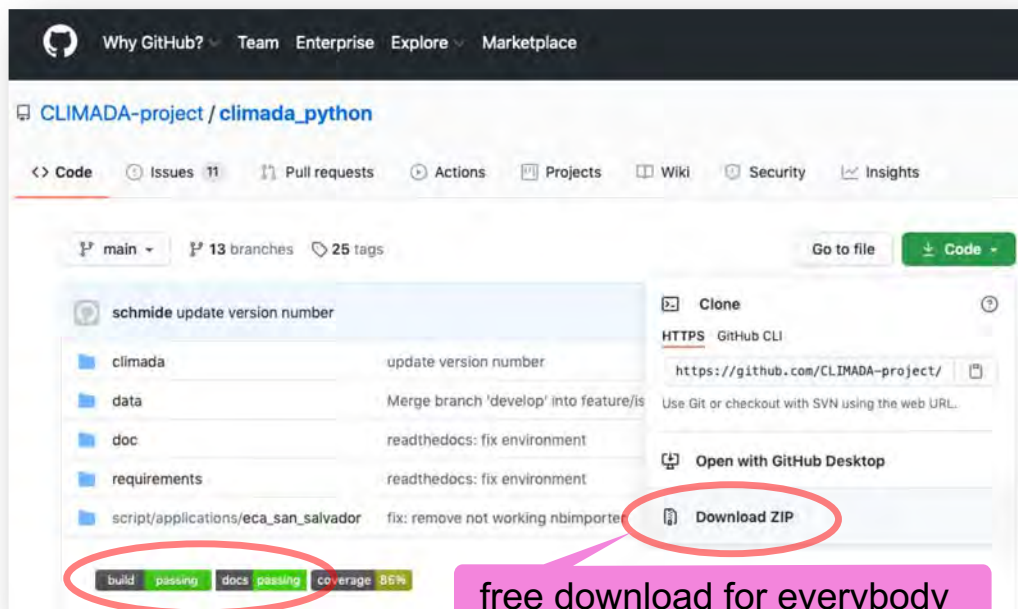 Why GitHub? Team Enterprise Explore Marketplace
CLIMADA-project / climada_python
<> Code Issues 11 Pull requests Actions Projects Wiki Security Insights
main 13 branches 25 tags Go to file Code
schmide update version number
climada update version number
data Merge branch 'develop' into feature/is
doc readthedocs: fix environment
requirements readthedocs: fix environment
script/applications/eca_san_salvador fix: remove not working nbimporter
build passing docs passing coverage 86%
Clone
HTTPS GitHub CLI
https://github.com/CLIMADA-project/
Use Git or checkout with SVN using the web URL.
Open with GitHub Desktop
Download ZIP
free download for everybody